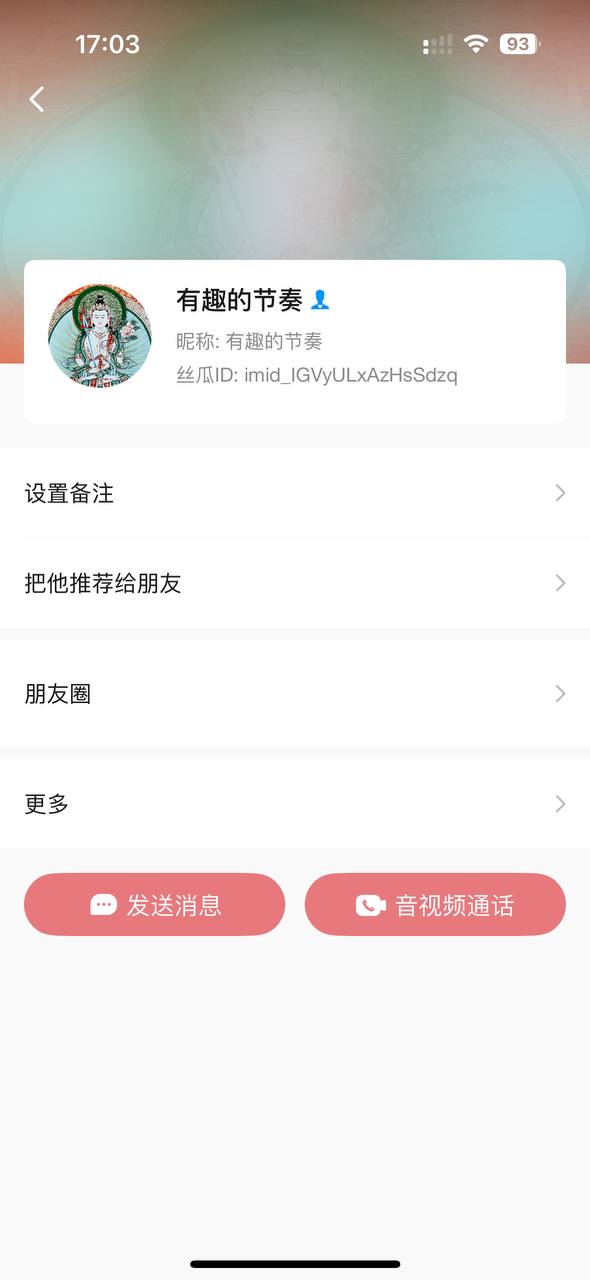 17:03
93
有趣的节奏
昵称: 有趣的节奏
丝瓜ID: imid_IGVyULxAzHsSdzq
设置备注
把他推荐给朋友
朋友圈
更多
发送消息
音视频通话